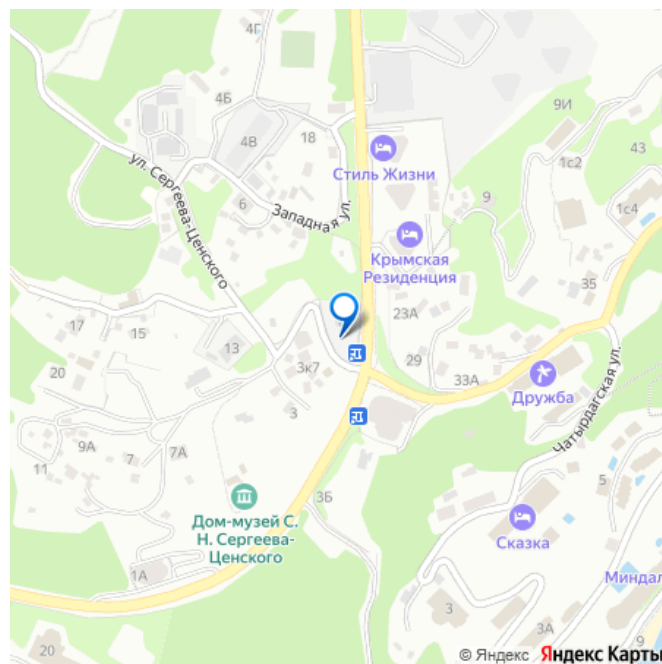 4Г
4Б
4В
18
9И
ул. Сергеева-Ценского
Стиль Жизни
1с2
43
6
Западная ул.
9
1с4
Крымская
Резиденция
35
17
15
23А
13
20
3к7
29
33А
Дружба
Чатырдагская ул.
3
9А
7А
7
11
5
3Б
Дом-музей С.
Н. Сергеева-
Ценского
Сказка
1А
Миндал
3
3А
9
20
© Яндекс Яндекс Карты